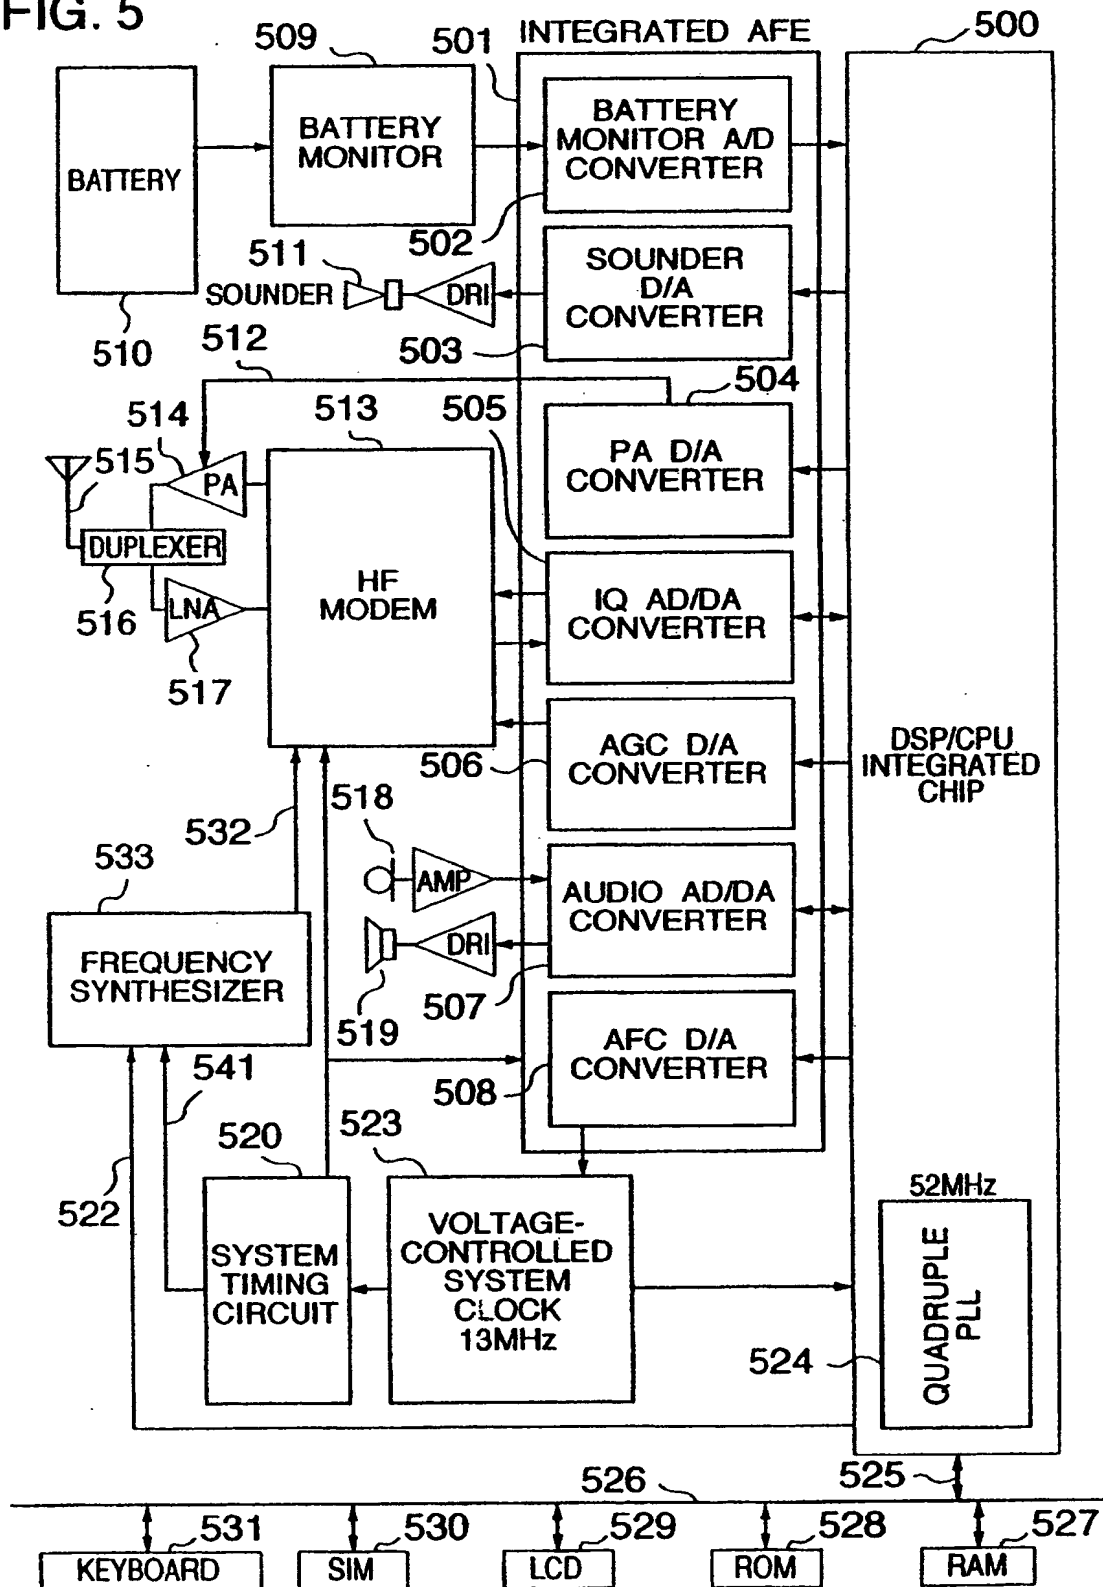 FIG. 5
509
501
INTEGRATED AFE
500
BATTERY
BATTERY
MONITOR
BATTERY
MONITOR A/D
CONVERTER
502
510
511
SOUNDER
DRI
SOUNDER
D/A
CONVERTER
503
512
504
514
513
505
515
PA
PA D/A
CONVERTER
DUPLEXER
516
LNA
517
HF
MODEM
IQ AD/DA
CONVERTER
506
AGC D/A
CONVERTER
DSP/CPU
INTEGRATED
CHIP
532
518
533
AMP
AUDIO AD/DA
CONVERTER
DRI
519
507
FREQUENCY
SYNTHESIZER
AFC D/A
CONVERTER
508
541
520
523
522
SYSTEM
TIMING
CIRCUIT
VOLTAGE-
CONTROLLED
SYSTEM
CLOCK
13MHz
52MHz
QUADRUPLE
PLL
524
525
526
531
530
529
528
527
KEYBOARD
SIM
LCD
ROM
RAM